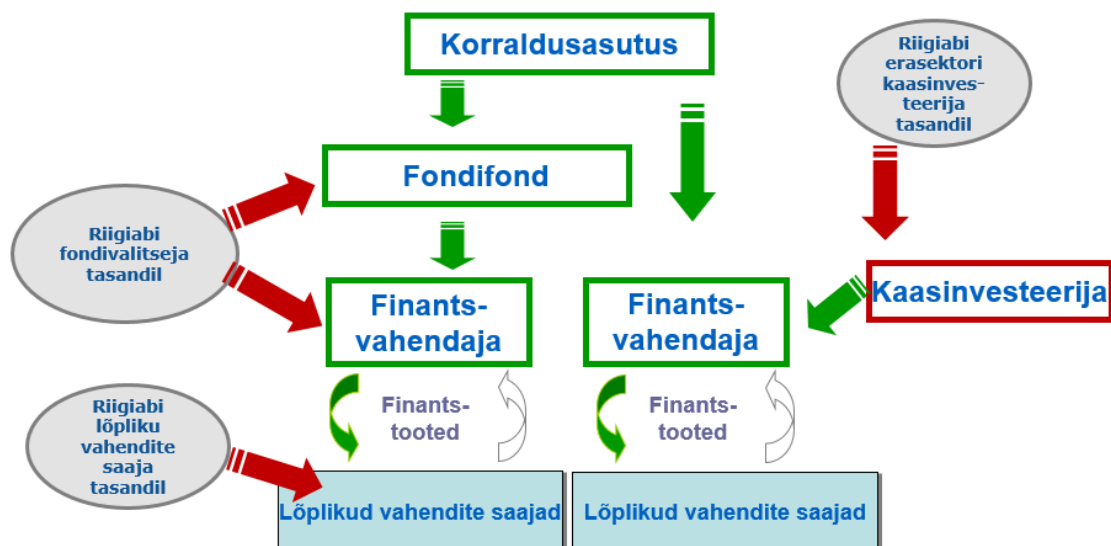 Korraldusasutus
Riigiabi
erasektori
kaasinves-
teerija
tasandil
Fondifond
Riigiabi
fondivalitseja
tasandil
Finants-
vahendaja
Finants-
vahendaja
Kaasinvesteerija
Riigiabi
lõpliku
vahendite
saaja
tasandil
Finants-
tooted
Finants-
tooted
Lõplikud vahendite saajad
Lõplikud vahendite saajad